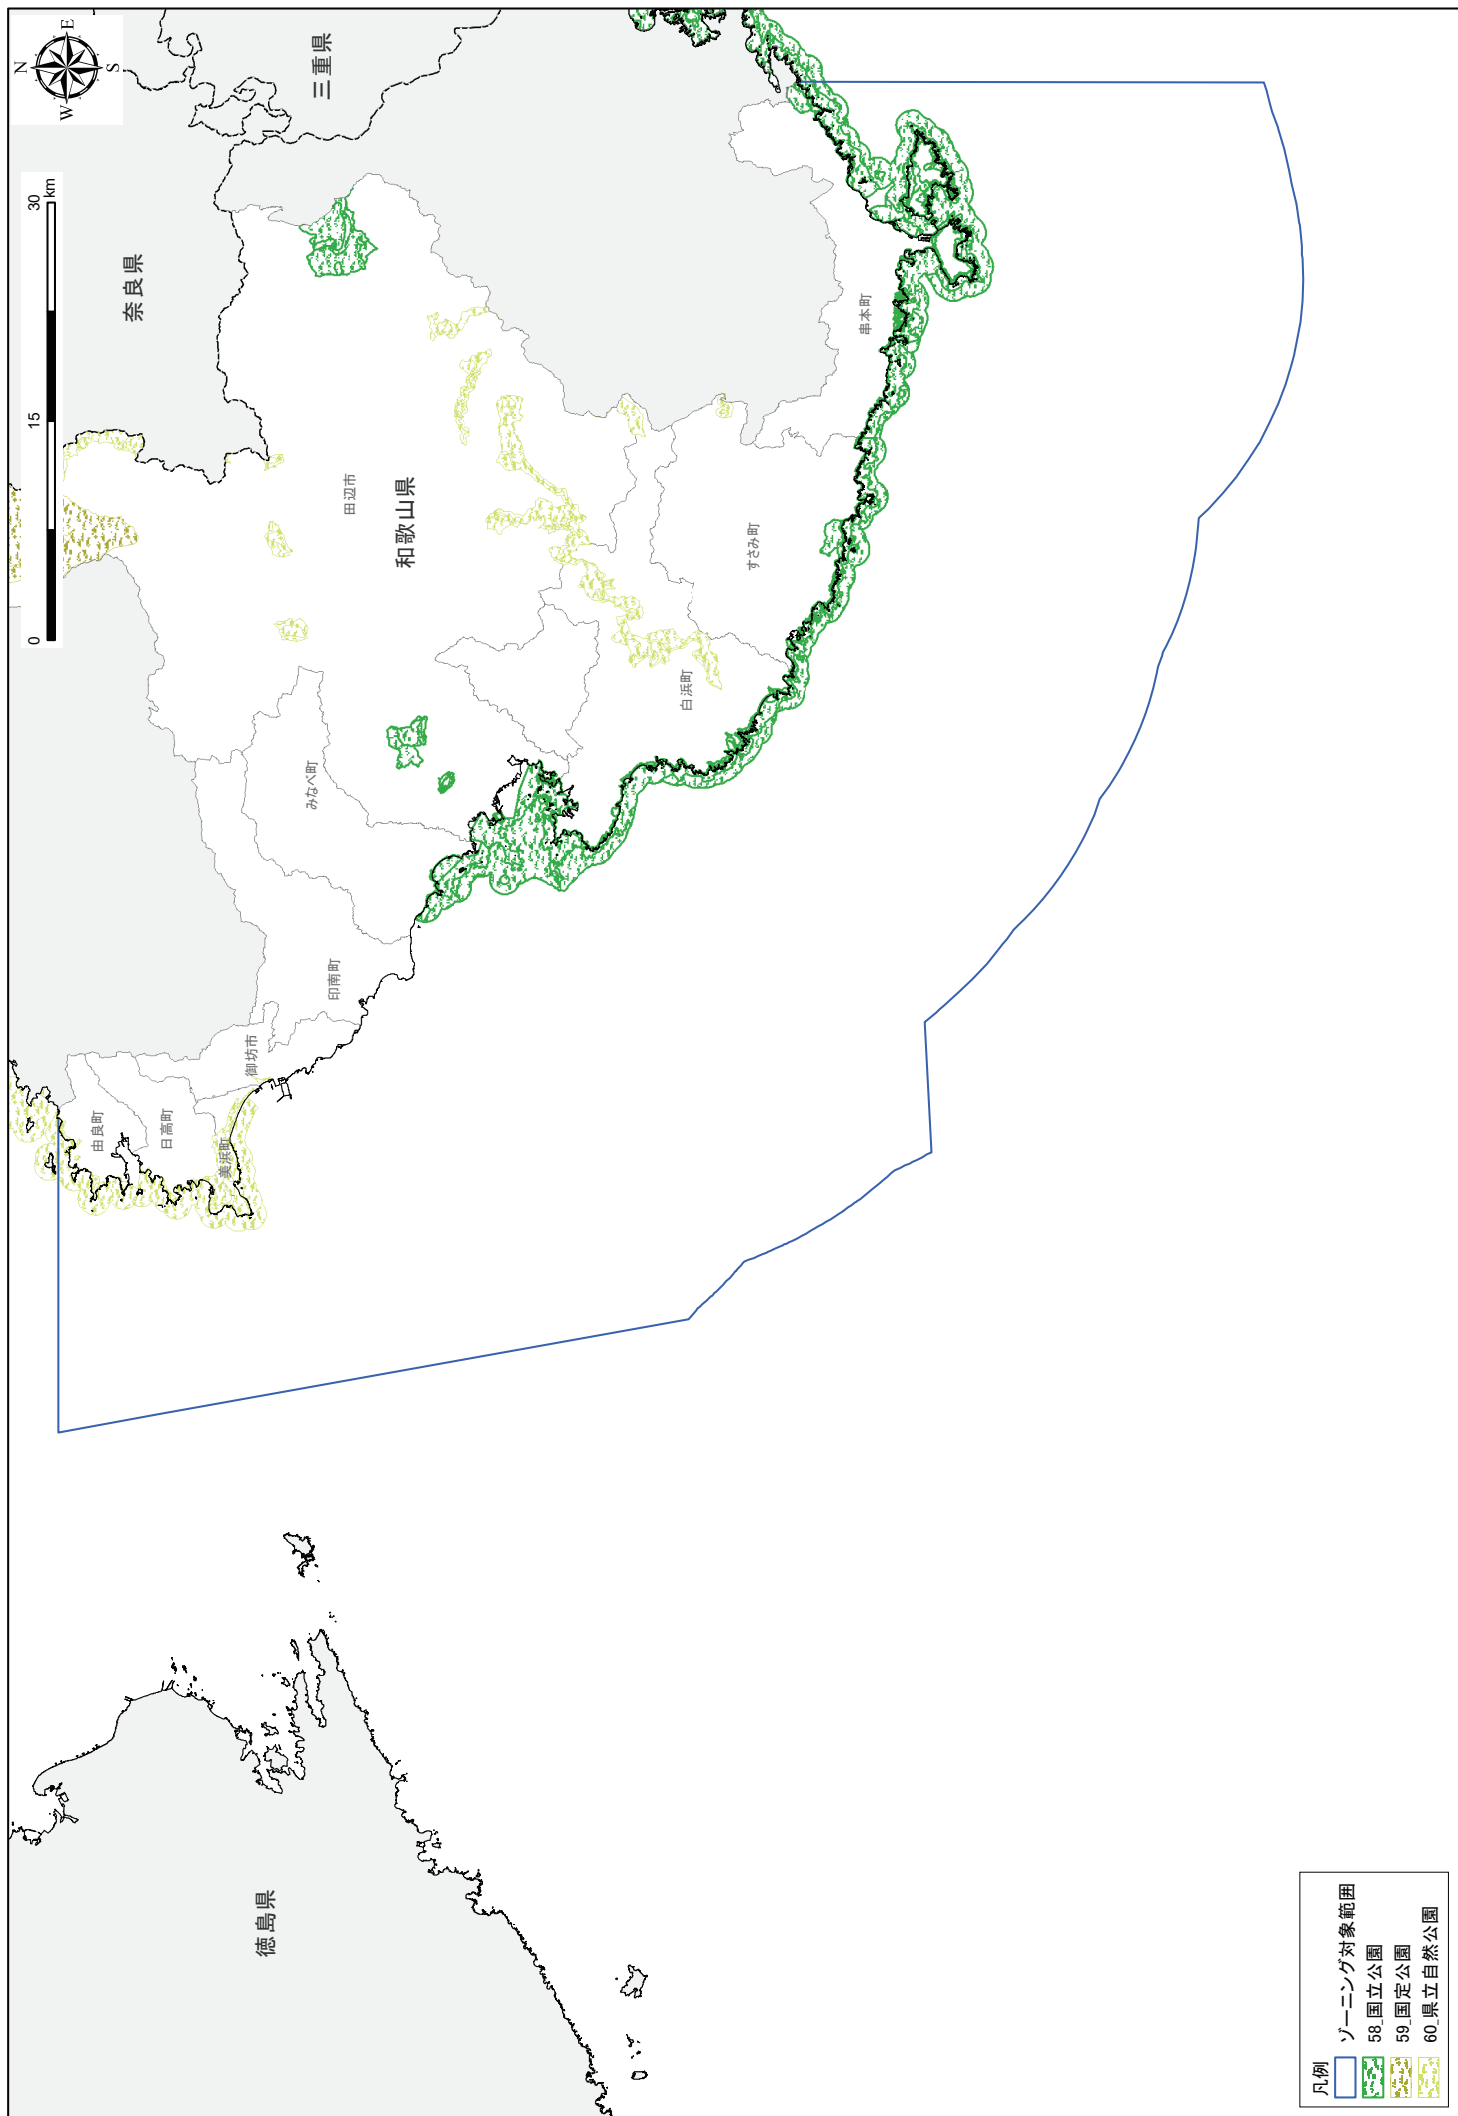 N
E
S
W
0
15
30
km
三重県
奈良県
和歌山県
徳島県
田辺市
串本町
すさみ町
白浜町
みなべ町
印南町
御坊市
美浜町
日高町
由良町
凡例
ゾーニング対象範囲
58_国立公園
59_国定公園
60_県立自然公園